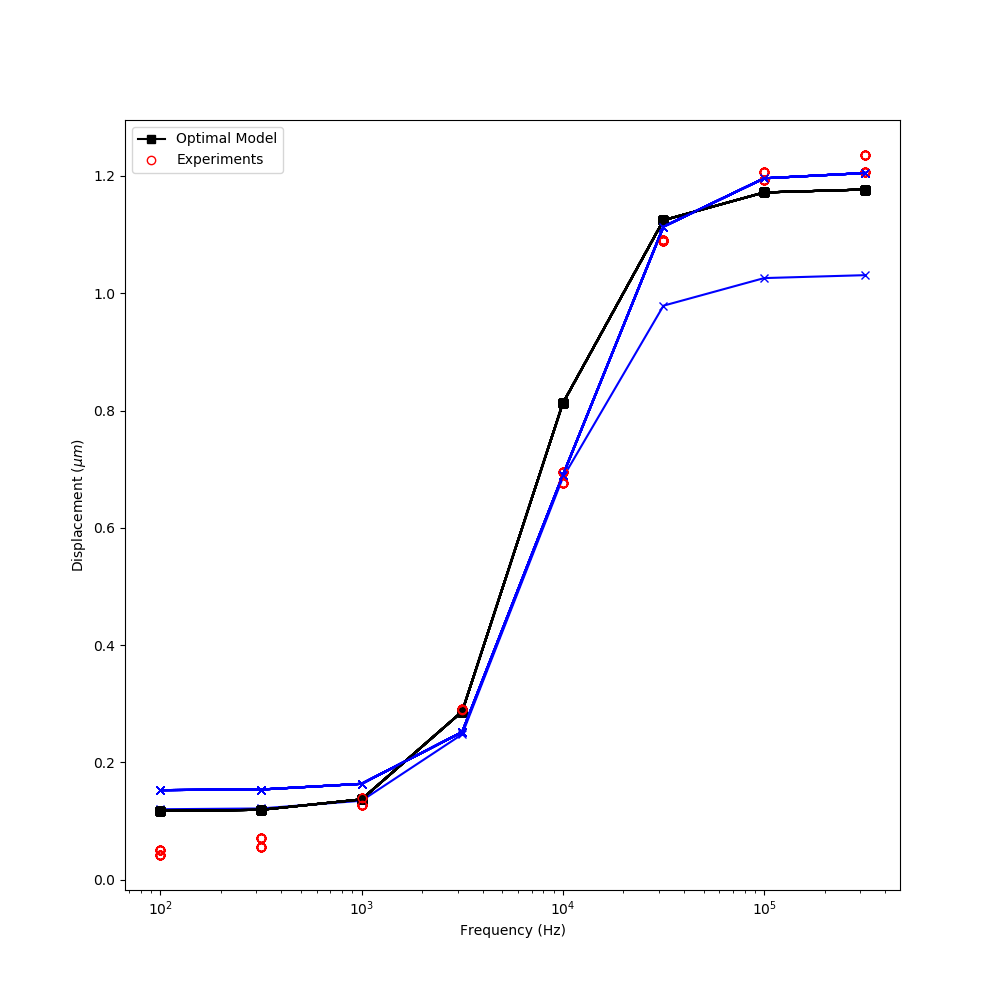 Optimal Model
Experiments
1.2
1.0
0.8
0.6
0.4
0.2
0.0
Displacement (μm)
10²
10³
10⁴
10⁵
Frequency (Hz)